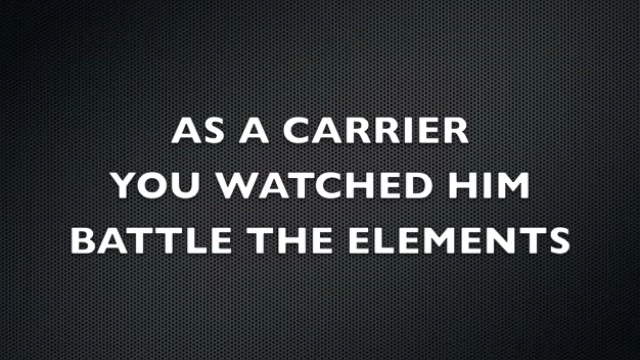 AS A CARRIER
YOU WATCHED HIM
BATTLE THE ELEMENTS